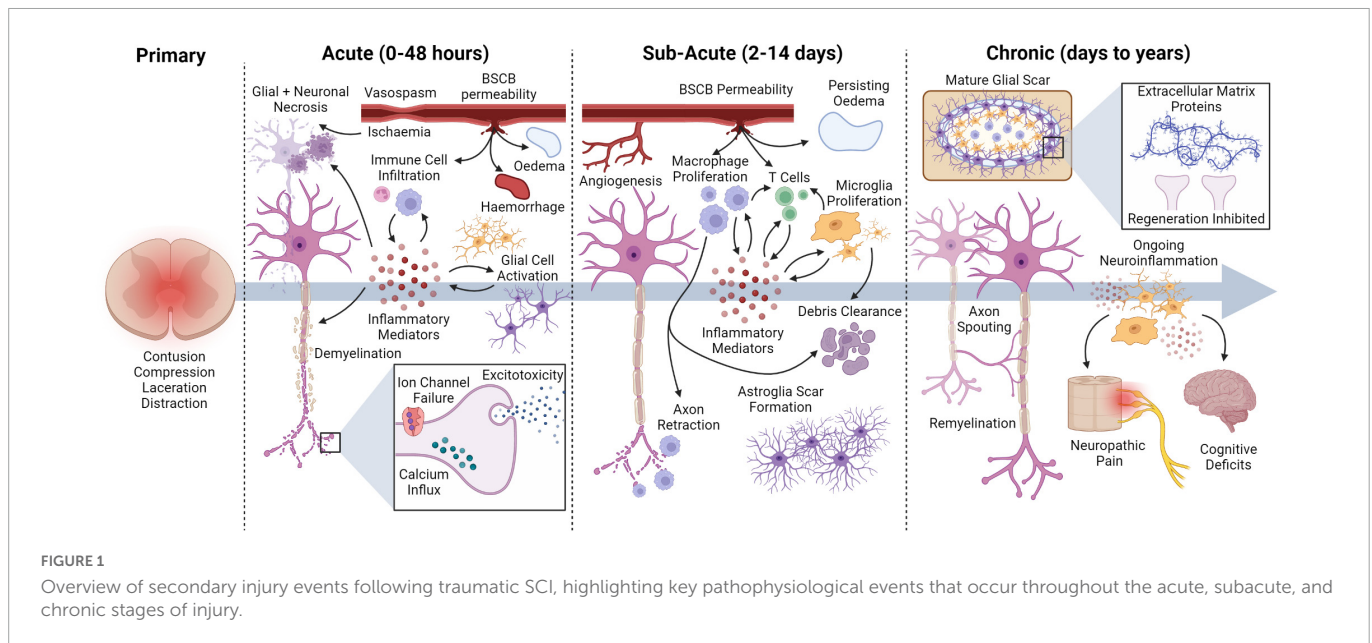 Primary
Contusion
Compression
Laceration
Distraction
Acute (0-48 hours)
Glial + Neuronal
Necrosis
Vasospasm
BSCB
permeability
Ischaemia
Oedema
Immune Cell
Infiltration
Haemorrhage
Glial Cell
Activation
Inflammatory
Mediators
Demyelination
Ion Channel
Failure
Excitotoxicity
Calcium
Influx
Sub-Acute (2-14 days)
BSCB Permeability
Persisting
Oedema
Angiogenesis
Macrophage
Proliferation
T Cells
Microglia
Proliferation
Inflammatory
Mediators
Debris Clearance
Axon
Retraction
Astroglia Scar
Formation
Chronic (days to years)
Mature Glial Scar
Extracellular Matrix
Proteins
Regeneration Inhibited
Ongoing
Neuroinflammation
Axon
Spouting
Remyelination
Neuropathic
Pain
Cognitive
Deficits
FIGURE 1
Overview of secondary injury events following traumatic SCI, highlighting key pathophysiological events that occur throughout the acute, subacute, and
chronic stages of injury.